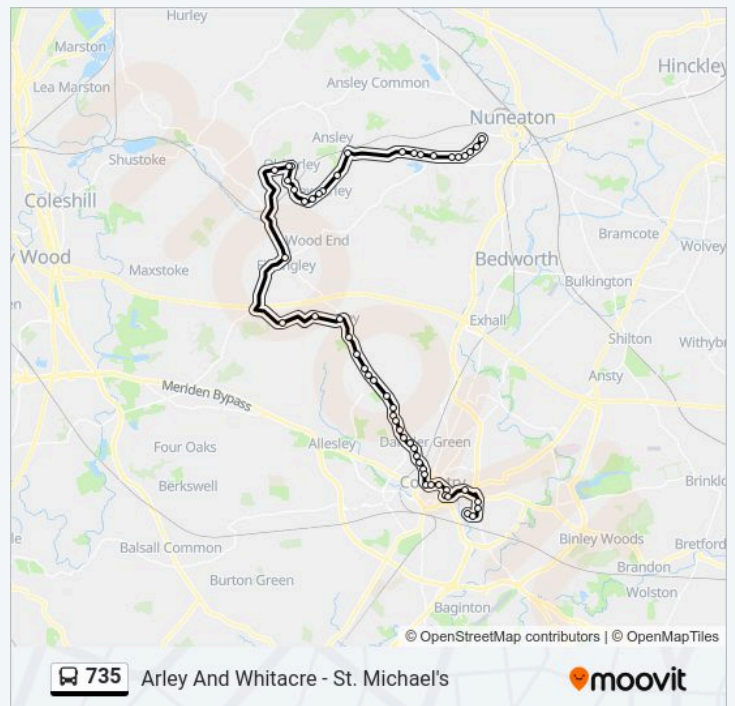 Hurley
Marston
Hinckley
Lea Marston
Ansley Common
Nuneaton
Ansley
Shustoke
Coleshill
Bramcote
Wolvey
Wood End
y Wood
Maxstoke
Bedworth
Bulkington
Exhall
Shilton
Withybr
Ansty
Meriden Bypass
Allesley
Four Oaks
Berkswell
Brinklo
Balsall Common
Binley Woods
Bretford
Brandon
Burton Green
Wolston
Baginton
© OpenStreetMap contributors | © OpenMapTiles
735 Arley And Whitacre - St. Michael's
moovit